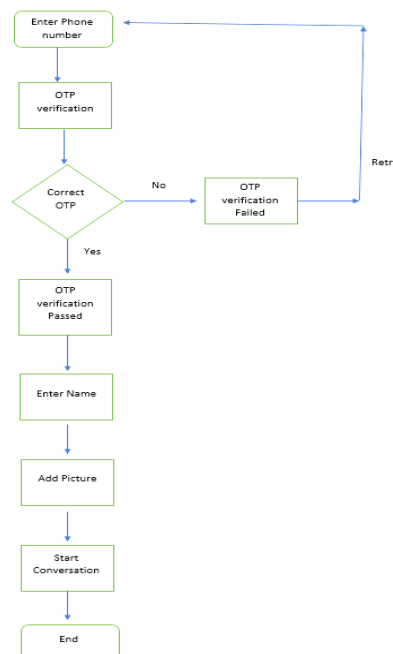 Enter Phone
number
OTP
verification
Correct
OTP
No
OTP
verification
Failed
Retr
Yes
OTP
verification
Passed
Enter Name
Add Picture
Start
Conversation
End